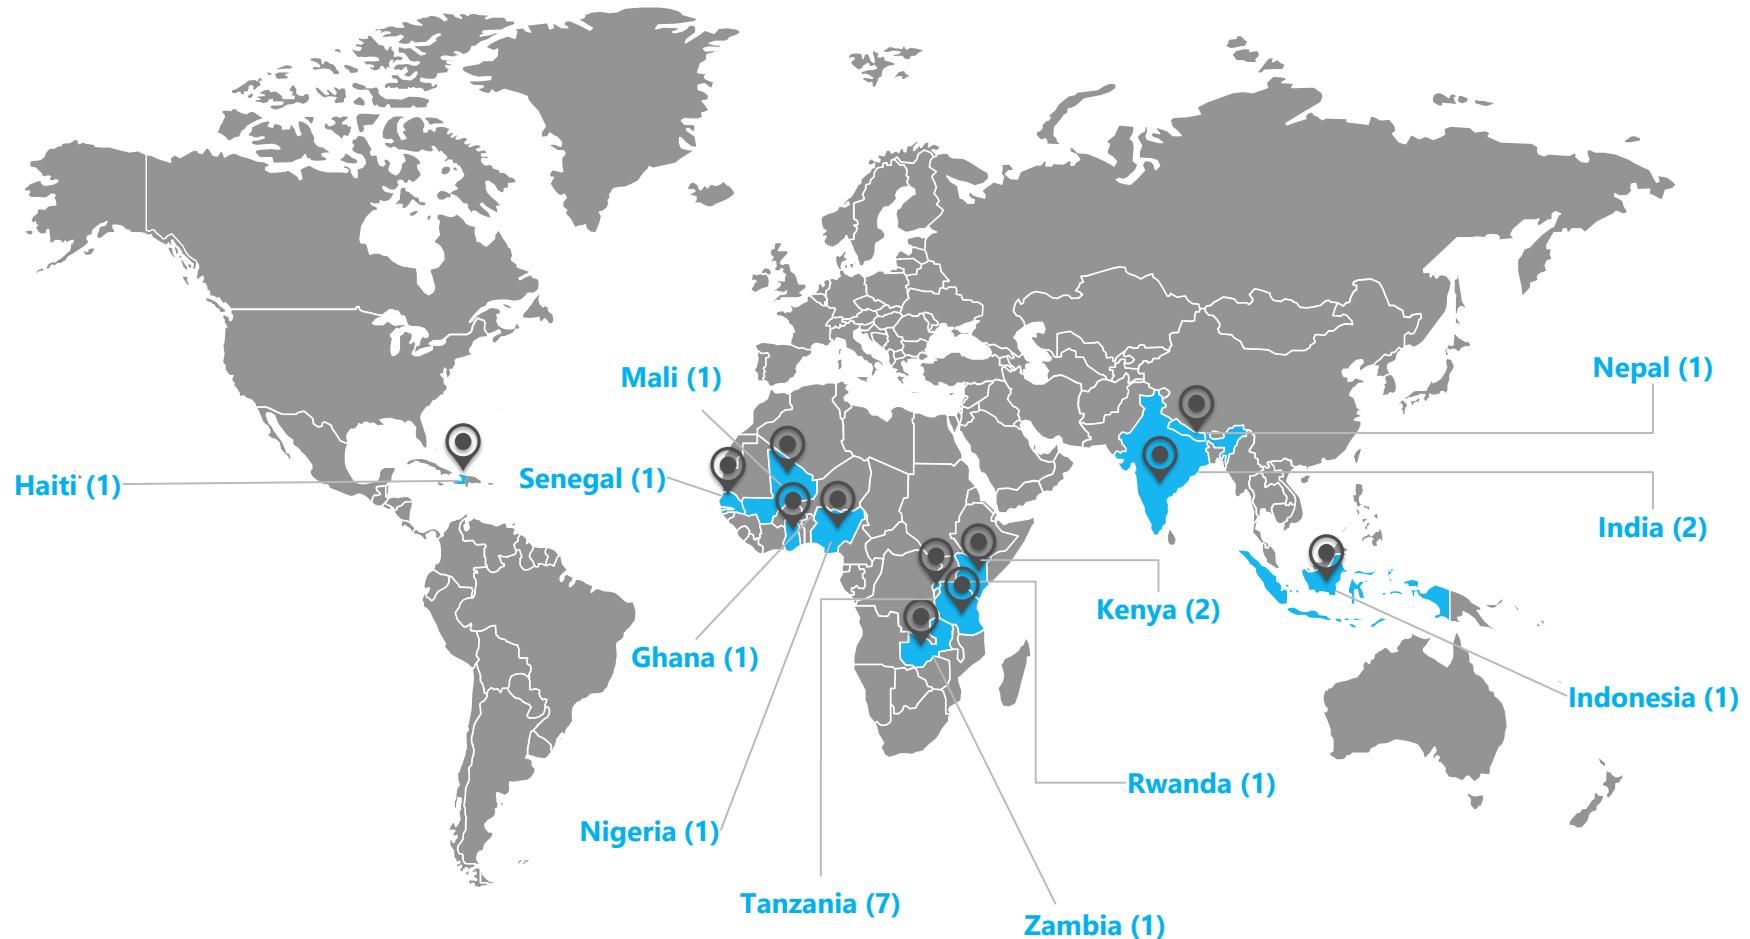 Mali (1)
Nepal (1)
Senegal (1)
Haiti (1)
India (2)
Kenya (2)
Ghana (1)
Indonesia (1)
Rwanda (1)
Nigeria (1)
Tanzania (7)
Zambia (1)